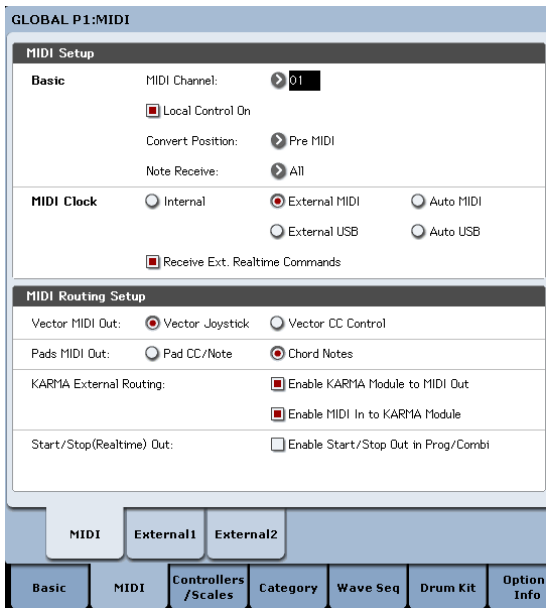 GLOBAL P1:MIDI
MIDI Setup
Basic MIDI Channel: 01
Local Control On
Convert Position: Pre MIDI
Note Receive: All
MIDI Clock Internal External MIDI Auto MIDI
External USB Auto USB
Receive Ext. Realtime Commands
MIDI Routing Setup
Vector MIDI Out: Vector Joystick Vector CC Control
Pads MIDI Out: Pad CC/Note Chord Notes
KARMA External Routing: Enable KARMA Module to MIDI Out
Enable MIDI In to KARMA Module
Start/Stop(Realtime) Out: Enable Start/Stop Out in Prog/Combi
MIDI External1 External2
Basic MIDI Controllers /Scales Category Wave Seq Drum Kit Option Info